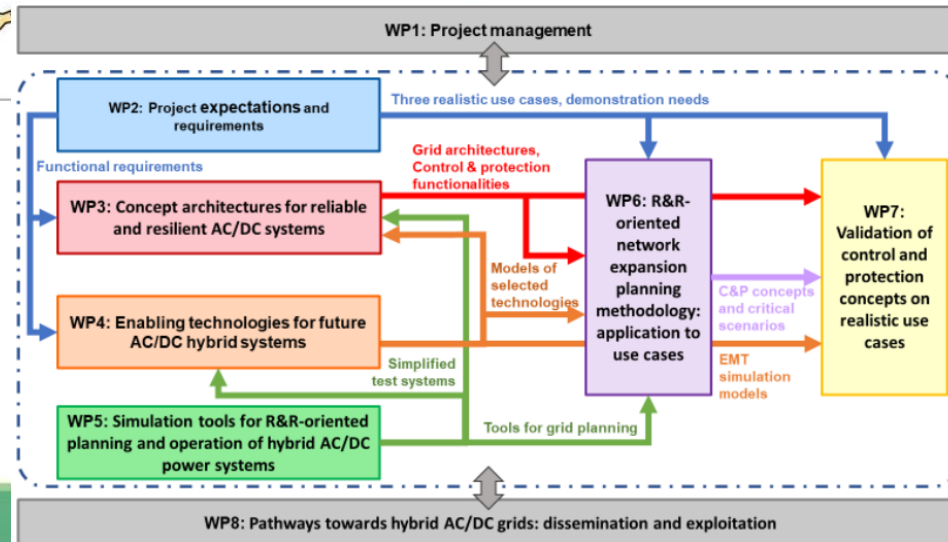 WP1: Project management
WP2: Project expectations and
requirements
Three realistic use cases, demonstration needs
Functional requirements
Grid architectures,
Control & protection
functionalities
WP3: Concept architectures for reliable
and resilient AC/DC systems
WP6: R&R-
oriented
network
expansion
planning
methodology:
application to
use cases
WP7:
Validation of
control and
protection
concepts on
realistic use
cases
Models of
selected
technologies
C&P concepts
and critical
scenarios
WP4: Enabling technologies for future
AC/DC hybrid systems
Simplified
test systems
EMT
simulation
models
WP5: Simulation tools for R&R-oriented
planning and operation of hybrid AC/DC
power systems
Tools for grid planning
WP8: Pathways towards hybrid AC/DC grids: dissemination and exploitation